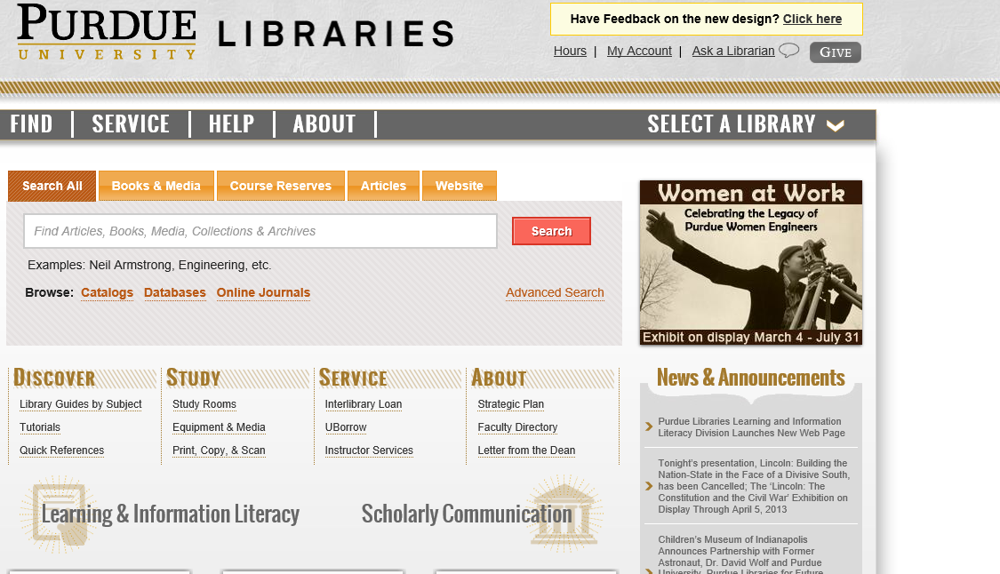 PURDUE
UNIVERSITY
LIBRARIES
Have Feedback on the new design? Click here
Hours | My Account | Ask a Librarian
GIVE
FIND
SERVICE
HELP
ABOUT
SELECT A LIBRARY
Search All
Books & Media
Course Reserves
Articles
Website
Find Articles, Books, Media, Collections & Archives
Search
Examples: Neil Armstrong, Engineering, etc.
Browse: Catalogs Databases Online Journals
Advanced Search
Women at Work
Celebrating the Legacy of
Purdue Women Engineers
Exhibit on display March 4 - July 31
DISCOVER
Library Guides by Subject
Tutorials
Quick References
STUDY
Study Rooms
Equipment & Media
Print, Copy, & Scan
SERVICE
Interlibrary Loan
UBorrow
Instructor Services
ABOUT
Strategic Plan
Faculty Directory
Letter from the Dean
Learning & Information Literacy
Scholarly Communication
News & Announcements
Purdue Libraries Learning and Information
Literacy Division Launches New Web Page
Tonight's presentation, Lincoln: Building the
Nation-State in the Face of a Divisive South,
has been Cancelled; The 'Lincoln: The
Constitution and the Civil War' Exhibition on
Display Through April 5, 2013
Children's Museum of Indianapolis
Announces Partnership with Former
Astronaut, Dr. David Wolf and Purdue
University, Purdue Libraries for Future